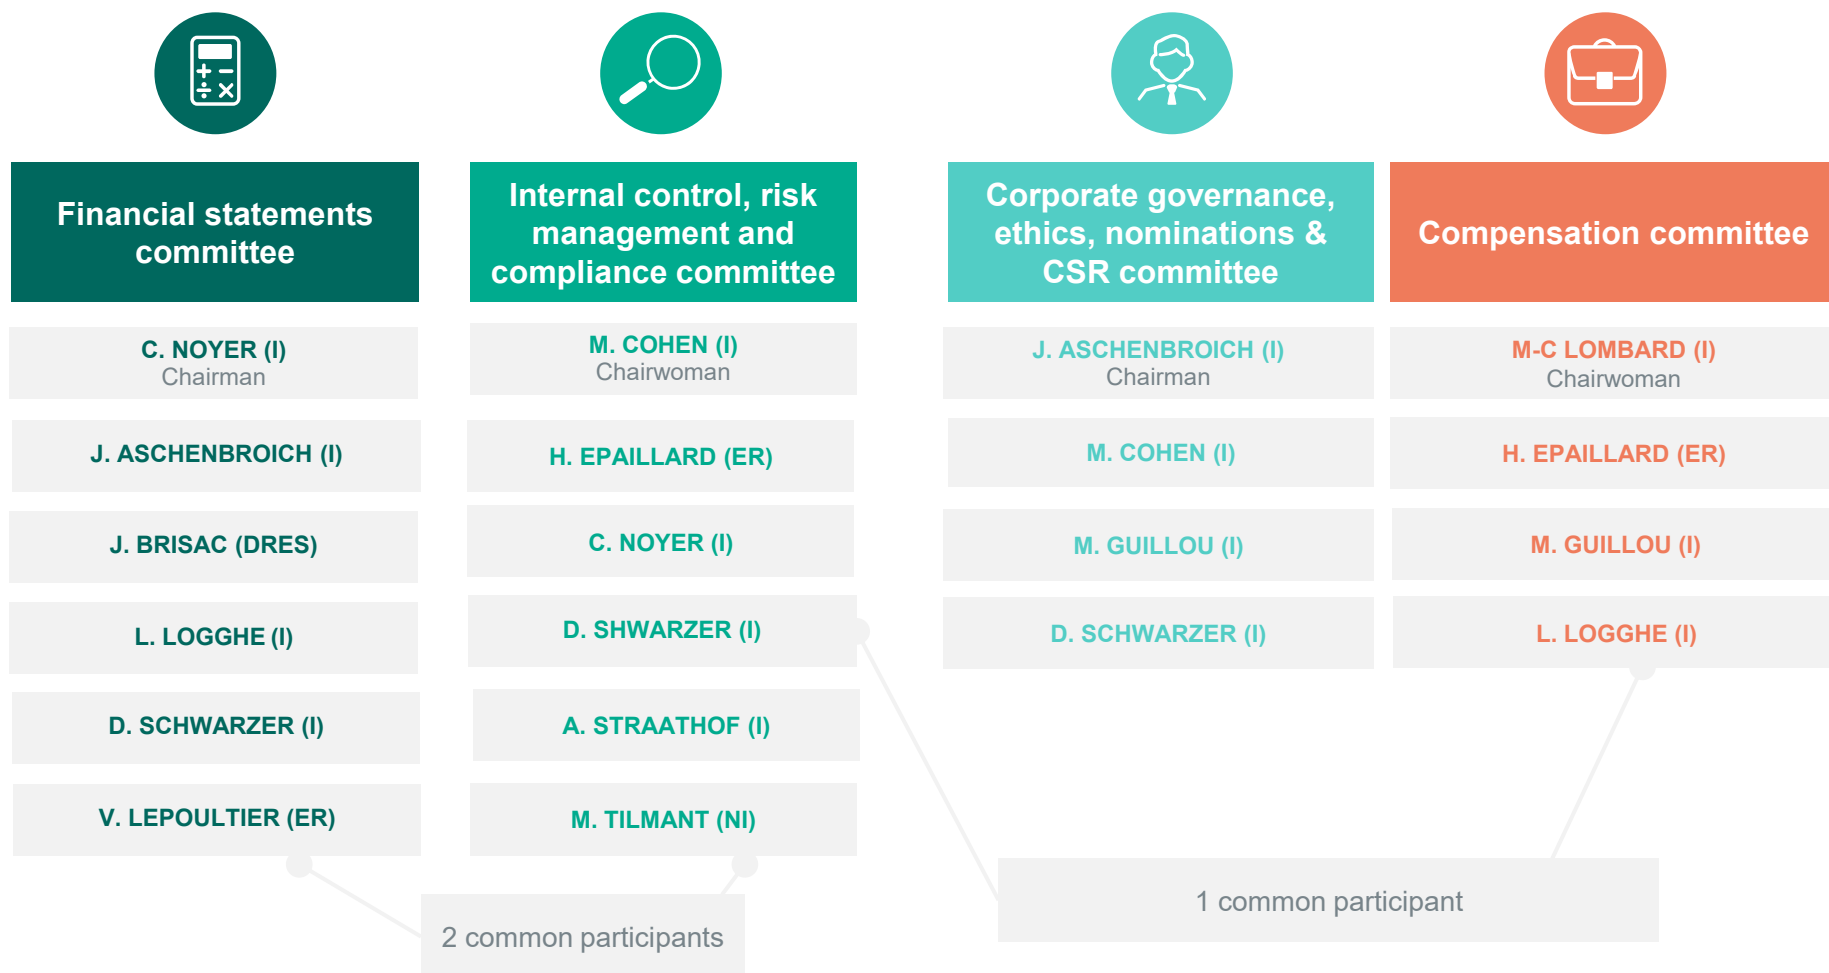 Financial statements
committee
C. NOYER (I)
Chairman
J. ASCHENBROICH (I)
J. BRISAC (DRES)
L. LOGGHE (I)
D. SCHWARZER (I)
V. LEPOULTIER (ER)
Internal control, risk
management and
compliance committee
M. COHEN (I)
Chairwoman
H. EPAILLARD (ER)
C. NOYER (I)
D. SHWARZER (I)
A. STRAATHOF (I)
M. TILMANT (NI)
2 common participants
Corporate governance,
ethics, nominations &
CSR committee
J. ASCHENBROICH (I)
Chairman
M. COHEN (I)
M. GUILLOU (I)
D. SCHWARZER (I)
Compensation committee
M-C LOMBARD (I)
Chairwoman
H. EPAILLARD (ER)
M. GUILLOU (I)
L. LOGGHE (I)
1 common participant